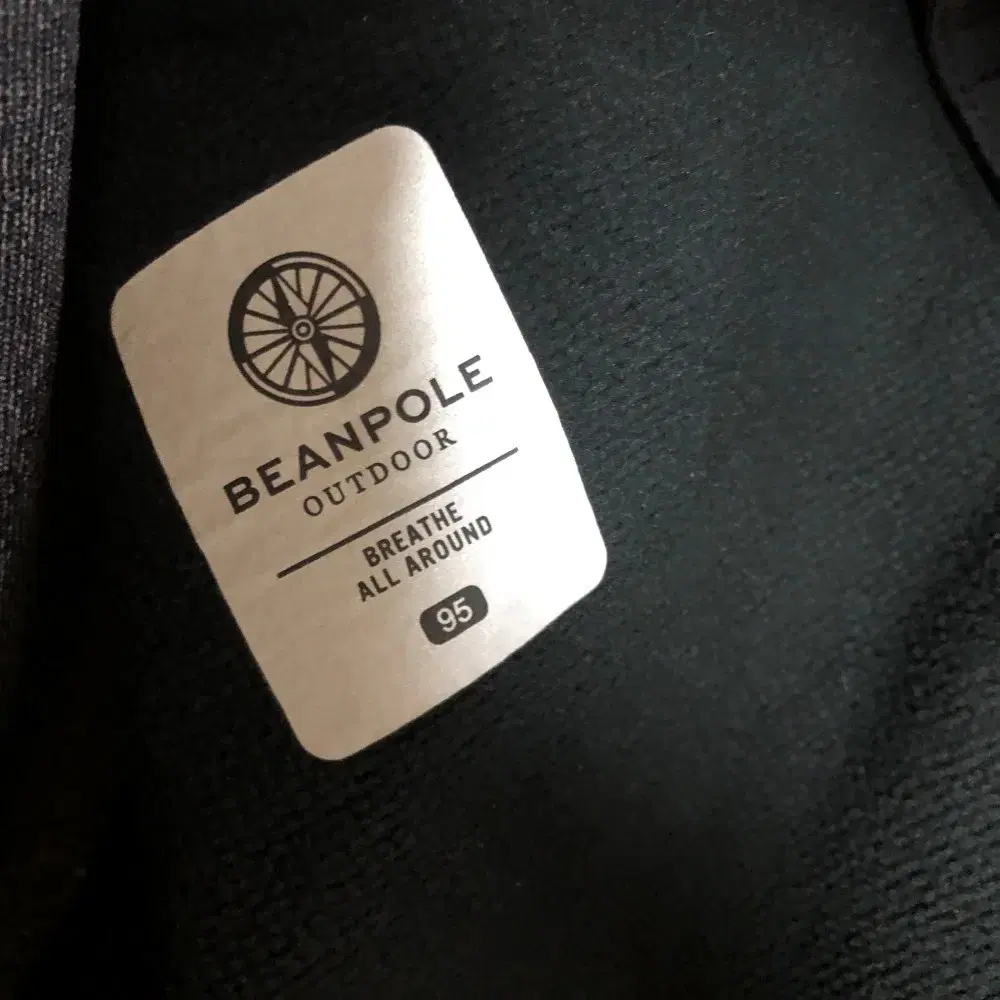 BEANPOLE
OUTDOOR
BREATHE
ALL AROUND
95